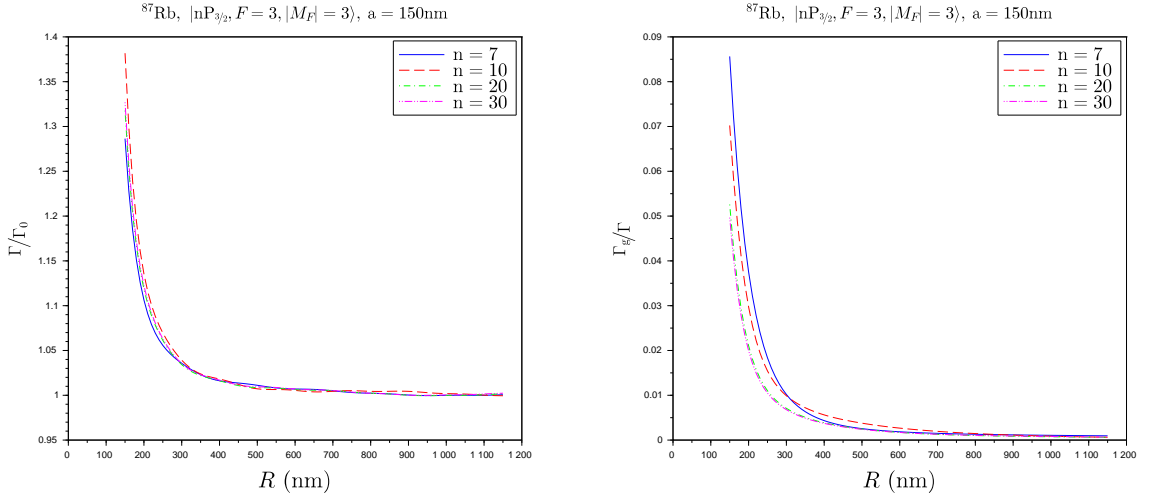 ⁸⁷Rb, |nP₃/₂, F = 3, |M_F| = 3⟩, a = 150nm
Γ/Γ₀
1.4
1.35
1.3
1.25
1.2
1.15
1.1
1.05
1
0.95
n = 7
n = 10
n = 20
n = 30
0 100 200 300 400 500 600 700 800 900 1 000 1 100 1 200
R (nm)
⁸⁷Rb, |nP₃/₂, F = 3, |M_F| = 3⟩, a = 150nm
Γg/Γ
0.09
0.08
0.07
0.06
0.05
0.04
0.03
0.02
0.01
0
n = 7
n = 10
n = 20
n = 30
0 100 200 300 400 500 600 700 800 900 1 000 1 100 1 200
R (nm)